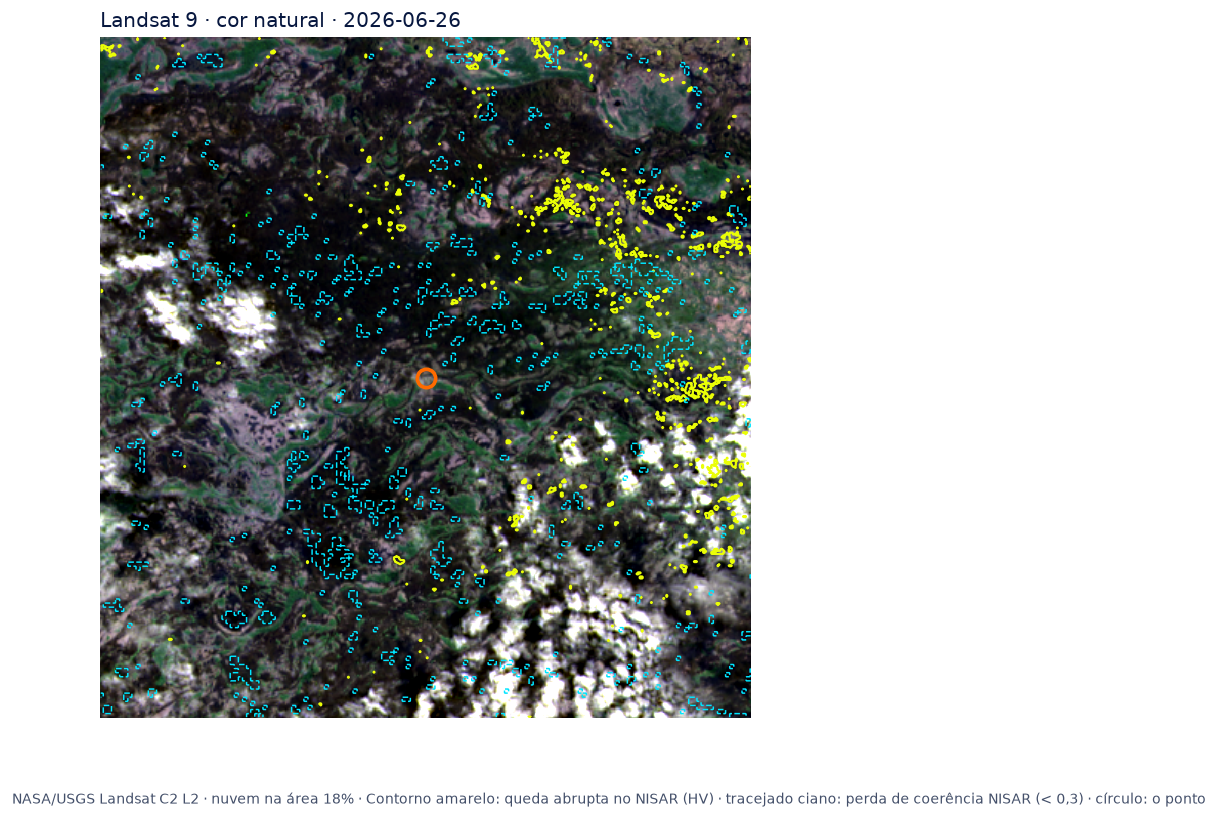 Landsat 9 · cor natural · 2026-06-26
NASA/USGS Landsat C2 L2 · nuvem na área 18% · Contorno amarelo: queda abrupta no NISAR (HV) · tracejado ciano: perda de coerência NISAR (< 0,3) · círculo: o ponto